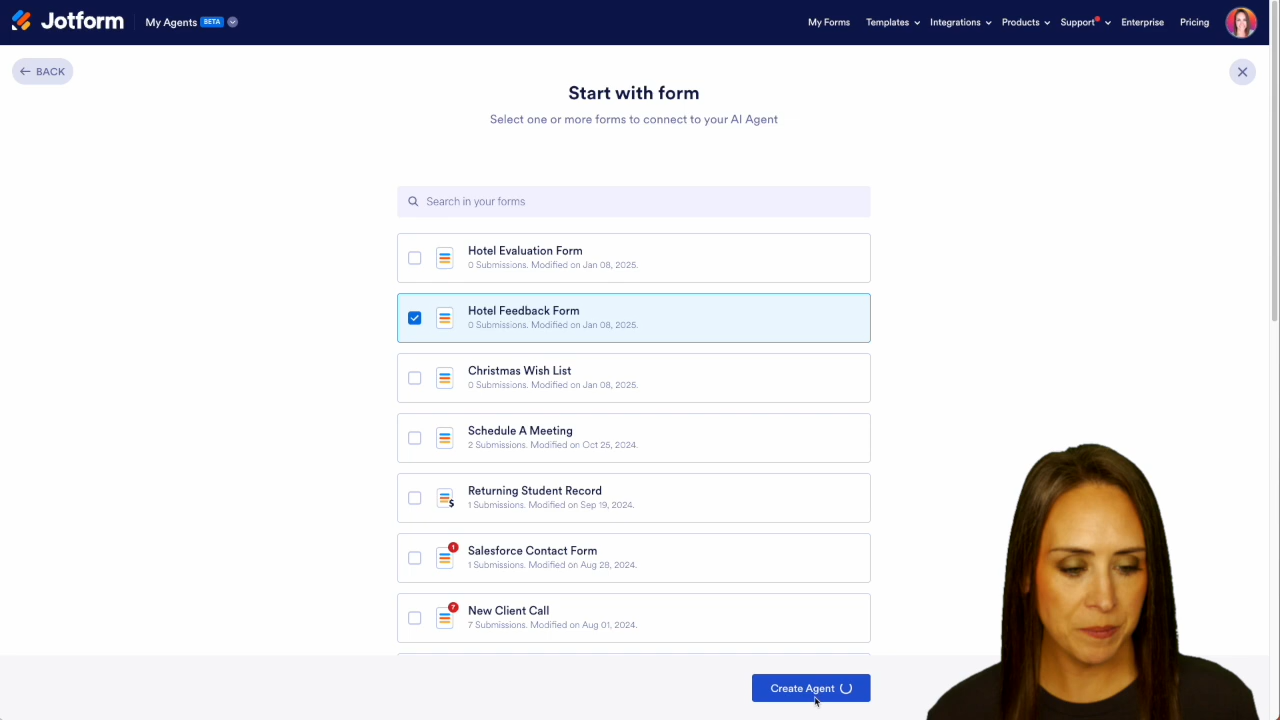 Jotform
My Agents BETA
My Forms Templates Integrations Products Support Enterprise Pricing
BACK
Start with form
Select one or more forms to connect to your AI Agent
Search in your forms
Hotel Evaluation Form
0 Submissions. Modified on Jan 08, 2025.
Hotel Feedback Form
0 Submissions. Modified on Jan 08, 2025.
Christmas Wish List
0 Submissions. Modified on Jan 08, 2025.
Schedule A Meeting
2 Submissions. Modified on Oct 25, 2024.
Returning Student Record
$
1 Submissions. Modified on Sep 19, 2024.
1
Salesforce Contact Form
1 Submissions. Modified on Aug 28, 2024.
7
New Client Call
7 Submissions. Modified on Aug 01, 2024.
Create Agent